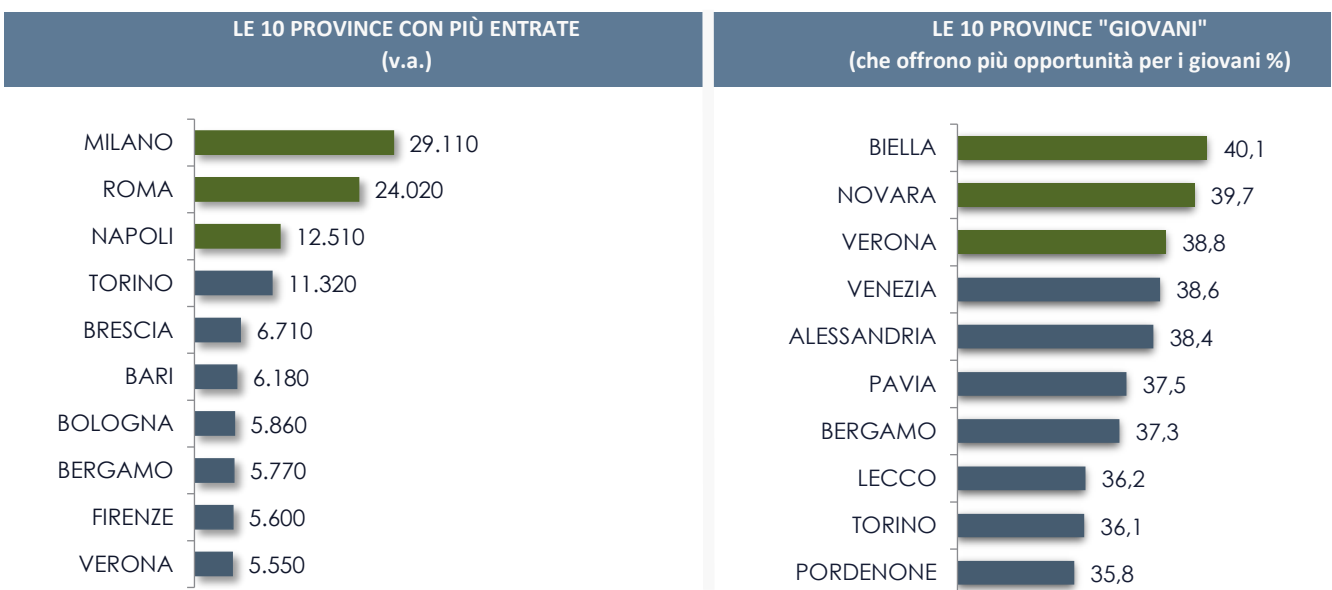 LE 10 PROVINCE CON PIÙ ENTRATE
(v.a.)
MILANO 29.110
ROMA 24.020
NAPOLI 12.510
TORINO 11.320
BRESCIA 6.710
BARI 6.180
BOLOGNA 5.860
BERGAMO 5.770
FIRENZE 5.600
VERONA 5.550
LE 10 PROVINCE "GIOVANI"
(che offrono più opportunità per i giovani %)
BIELLA 40,1
NOVARA 39,7
VERONA 38,8
VENEZIA 38,6
ALESSANDRIA 38,4
PAVIA 37,5
BERGAMO 37,3
LECCO 36,2
TORINO 36,1
PORDENONE 35,8